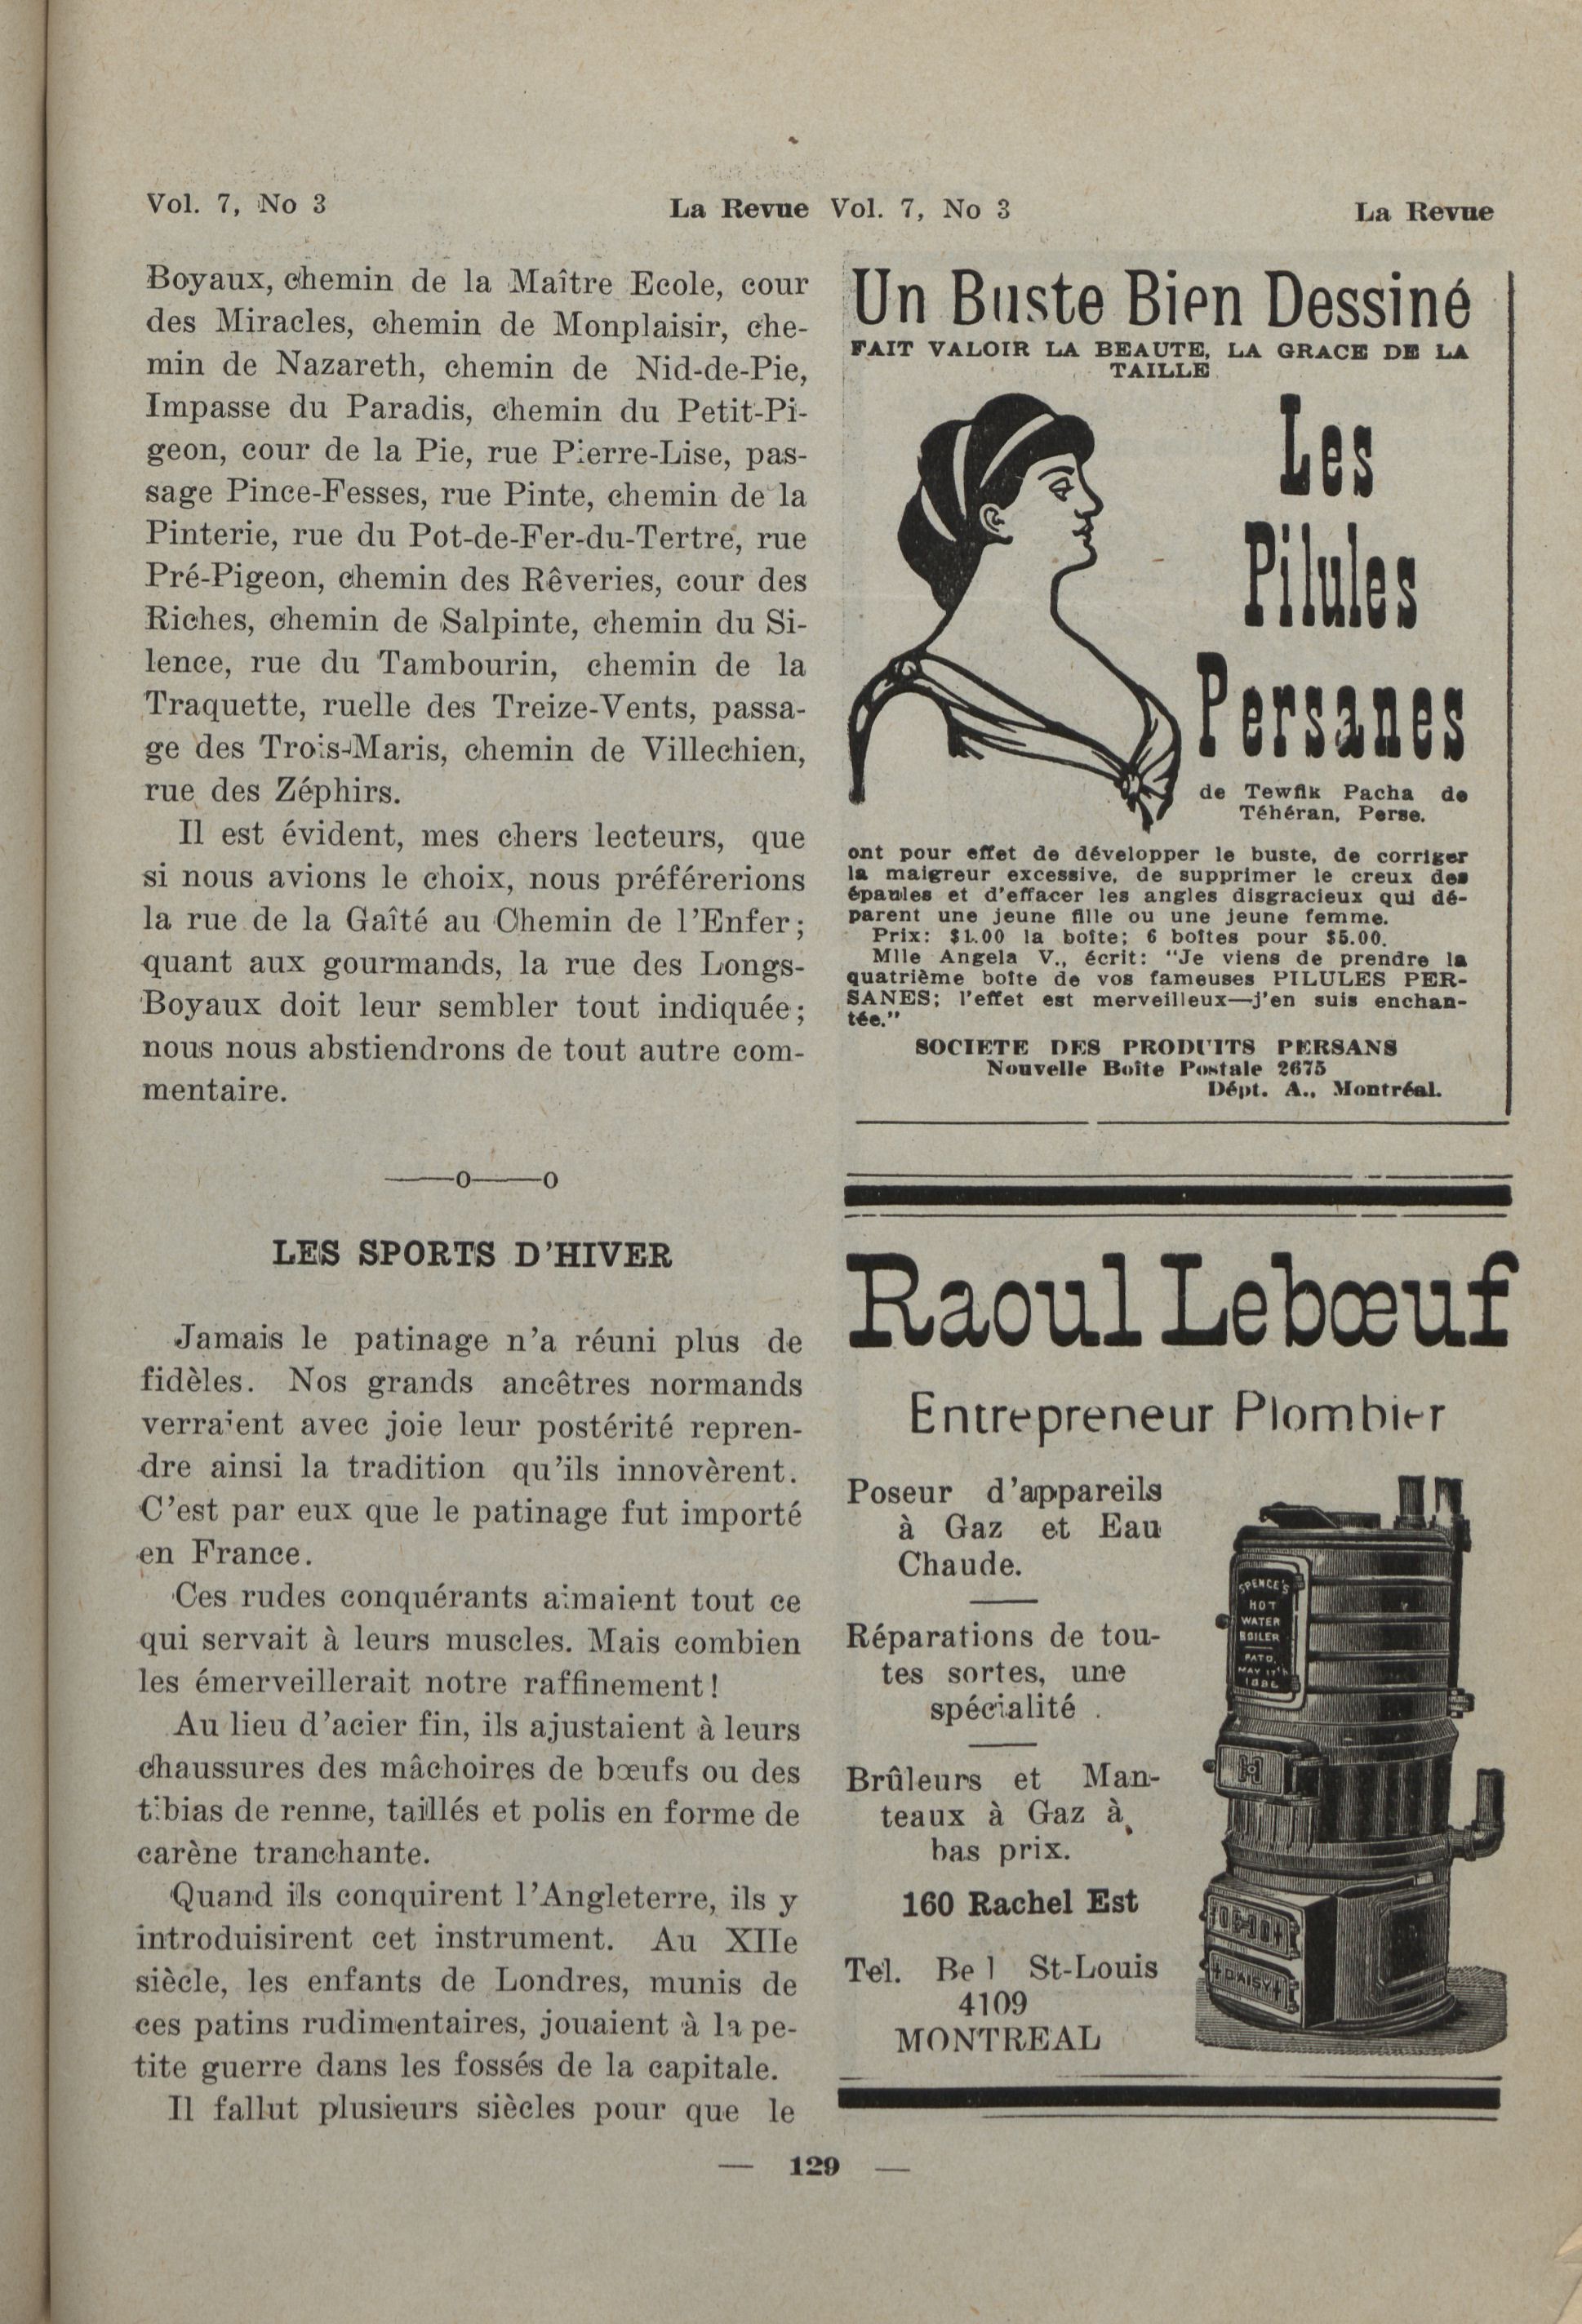 Vol. 7, No 3
La Revue
Boyaux, chemin de la Maître Ecole, cour
des Miracles, chemin de Monplaisir, che-
min de Nazareth, chemin de Nid-de-Pie,
Impasse du Paradis, chemin du Petit-Pi-
geon, cour de la Pie, rue Pierre-Lise, pas-
sage Pince-Fesses, rue Pinte, chemin de la
Pinterie, rue du Pot-de-Fer-du-Tertre, rue
Pré-Pigeon, chemin des Rêveries, cour des
Riches, chemin de Salpinte, chemin du Si-
lence, rue du Tambourin, chemin de la
Traquette, ruelle des Treize-Vents, passa-
ge des Trois-Maris, chemin de Villechien,
rue des Zéphirs.
Il est évident, mes chers lecteurs, que
si nous avions le choix, nous préférerions
la rue de la Gaîté au Chemin de l'Enfer;
quant aux gourmands, la rue des Longs-
Boyaux doit leur sembler tout indiquée;
nous nous abstiendrons de tout autre com-
mentaire.
——o——o
LES SPORTS D'HIVER
Jamais le patinage n'a réuni plus de
fidèles. Nos grands ancêtres normands
verraient avec joie leur postérité repren-
dre ainsi la tradition qu'ils innovèrent.
C'est par eux que le patinage fut importé
en France.
Ces rudes conquérants aimaient tout ce
qui servait à leurs muscles. Mais combien
les émerveillerait notre raffinement!
Au lieu d'acier fin, ils ajustaient à leurs
chaussures des mâchoires de bœufs ou des
tibias de renne, taillés et polis en forme de
carène tranchante.
Quand ils conquirent l'Angleterre, ils y
introduisirent cet instrument. Au XIIe
siècle, les enfants de Londres, munis de
ces patins rudimentaires, jouaient à la pe-
tite guerre dans les fossés de la capitale.
Il fallut plusieurs siècles pour que le
Vol. 7, No 3
La Revue
Un Buste Bien Dessiné
FAIT VALOIR LA BEAUTE, LA GRACE DE LA
TAILLE
Les
Pilules
Persanes
de Tewfik Pacha de
Téhéran, Perse.
ont pour effet de développer le buste, de corriger
la maigreur excessive, de supprimer le creux des
épaules et d'effacer les angles disgracieux qui dé-
parent une jeune fille ou une jeune femme.
Prix: $1.00 la boîte; 6 boîtes pour $5.00.
Mlle Angela V., écrit: "Je viens de prendre la
quatrième boîte de vos fameuses PILULES PER-
SANES; l'effet est merveilleux—j'en suis enchan-
tée."
SOCIETE DES PRODUITS PERSANS
Nouvelle Boîte Postale 2675
Dépt. A., Montréal.
Raoul Lebœuf
Entrepreneur Plombier
Poseur d'appareils
à Gaz et Eau
Chaude.
Réparations de tou-
tes sortes, une
spécialité.
Brûleurs et Man-
teaux à Gaz à
bas prix.
160 Rachel Est
Tel. Bel St-Louis
4109
MONTREAL
SPENCE'S
HOT
WATER
BOILER
PATD.
DAISY
— 129 —